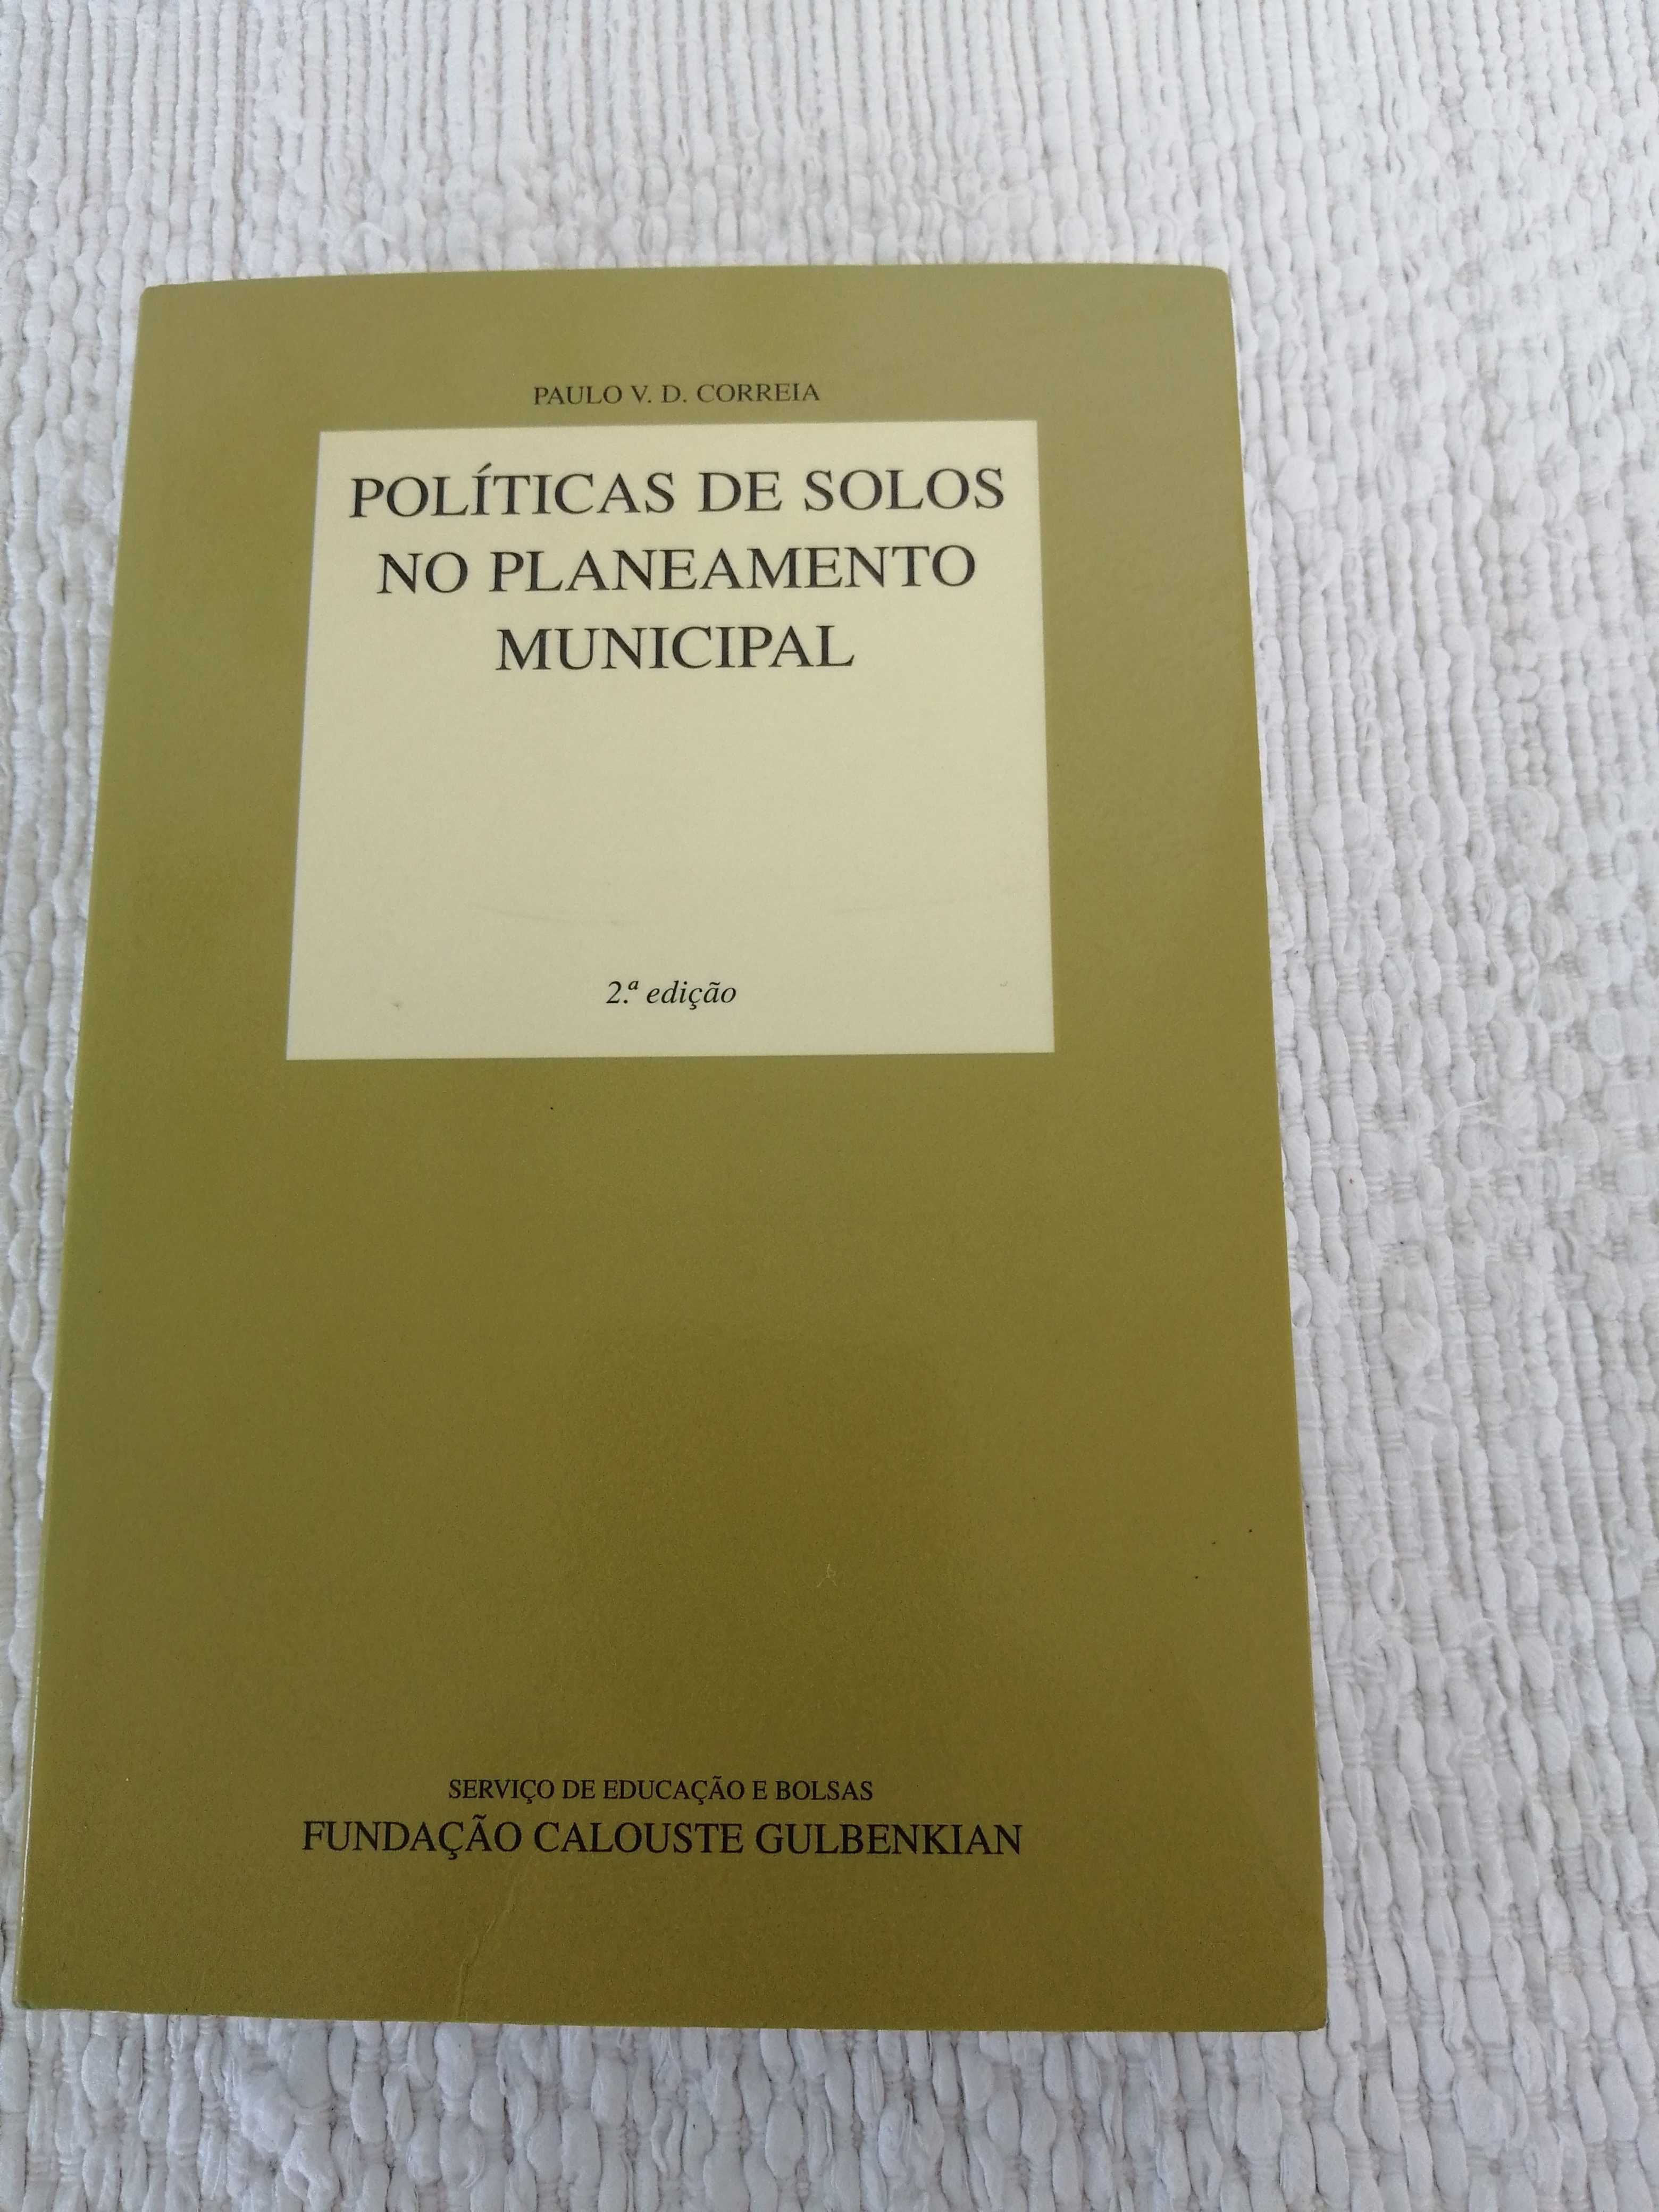 PAULO V. D. CORREIA
POLÍTICAS DE SOLOS
NO PLANEAMENTO
MUNICIPAL
2.ª edição
SERVIÇO DE EDUCAÇÃO E BOLSAS
FUNDAÇÃO CALOUSTE GULBENKIAN